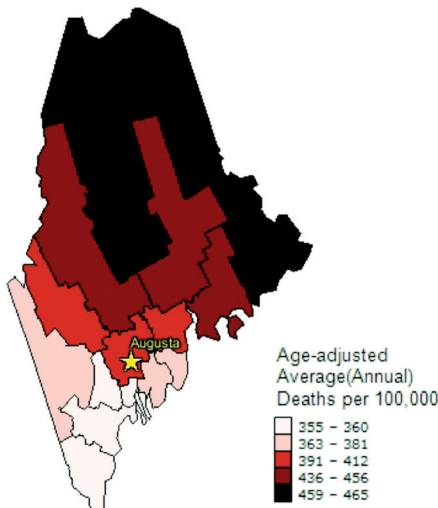 Augusta
Age-adjusted
Average(Annual)
Deaths per 100,000
355 – 360
363 – 381
391 – 412
436 – 456
459 – 465